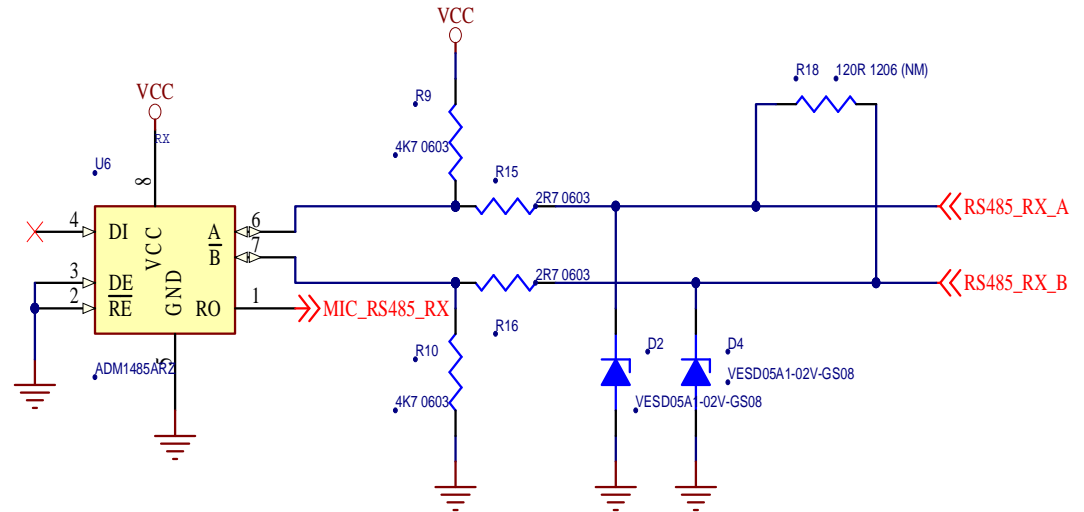 VCC
R18 120R 1206 (NM)
VCC
R9
RX
4K7 0603
U6
R15
8
2R7 0603
4 DI VCC A 6
RS485_RX_A
B 7
3 DE GND
2R7 0603
RS485_RX_B
2 RE RO 1
MIC_RS485_RX
R16
D2 D4
R10
5
ADM1485ARZ
VESD05A1-02V-GS08
4K7 0603
VESD05A1-02V-GS08